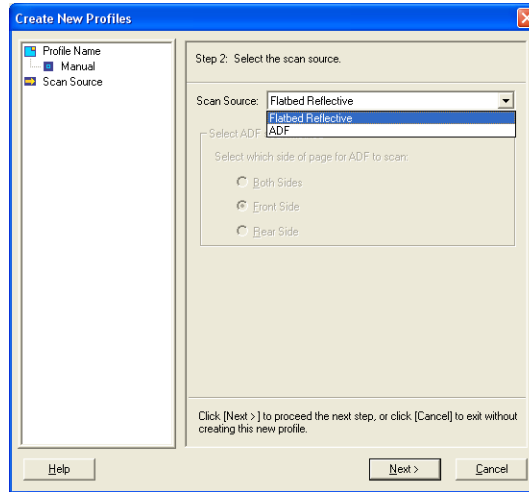 Create New Profiles
Profile Name
Manual
Scan Source
Step 2: Select the scan source.
Scan Source: Flatbed Reflective
Flatbed Reflective
ADF
Select ADF
Select which side of page for ADF to scan:
Both Sides
Front Side
Rear Side
Click [Next > ] to proceed the next step, or click [Cancel] to exit without
creating this new profile.
Help
Next >
Cancel